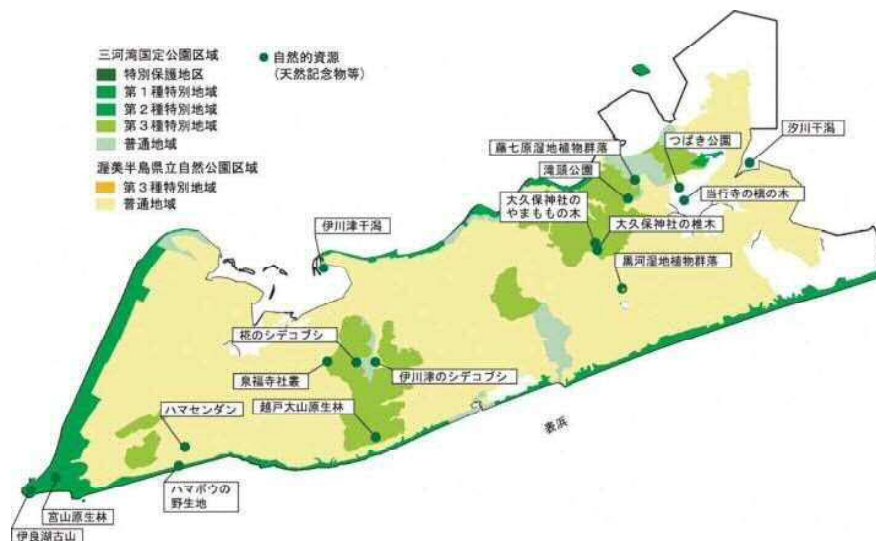 三河湾国定公園区域
特別保護地区
第1種特別地域
第2種特別地域
第3種特別地域
普通地域
渥美半島県立自然公園区域
第3種特別地域
普通地域
自然的資源
(天然記念物等)
藤七原湿地植物群落
つばき公園
汐川干潟
滝頭公園
当行寺の槇の木
大久保神社の
やまももの木
大久保神社の椎木
伊川津干潟
黒河湿地植物群落
椛のシデコブシ
泉福寺社叢
伊川津のシデコブシ
ハマセンダン
越戸大山原生林
表浜
ハマボウの
野生地
宮山原生林
伊良湖古山